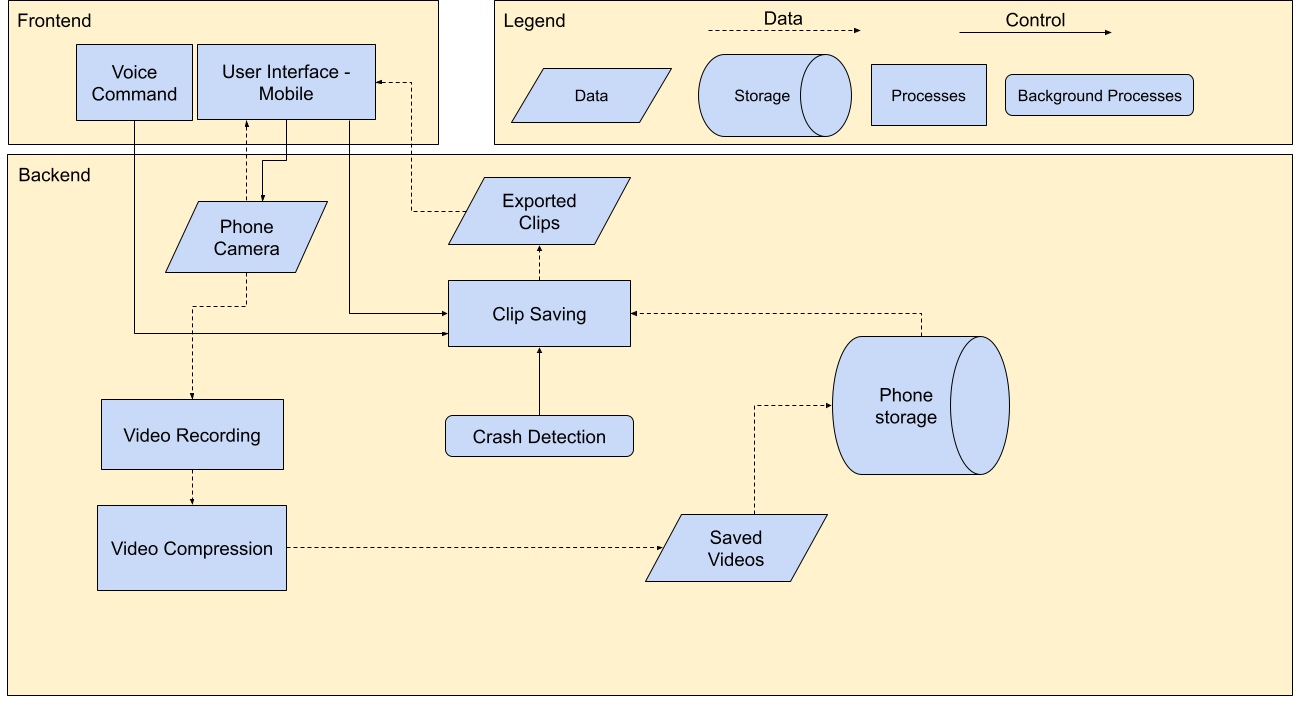 Frontend
Voice
Command
User Interface -
Mobile
Legend
Data
Control
Data
Storage
Processes
Background Processes
Backend
Phone
Camera
Exported
Clips
Clip Saving
Phone
storage
Video Recording
Crash Detection
Video Compression
Saved
Videos